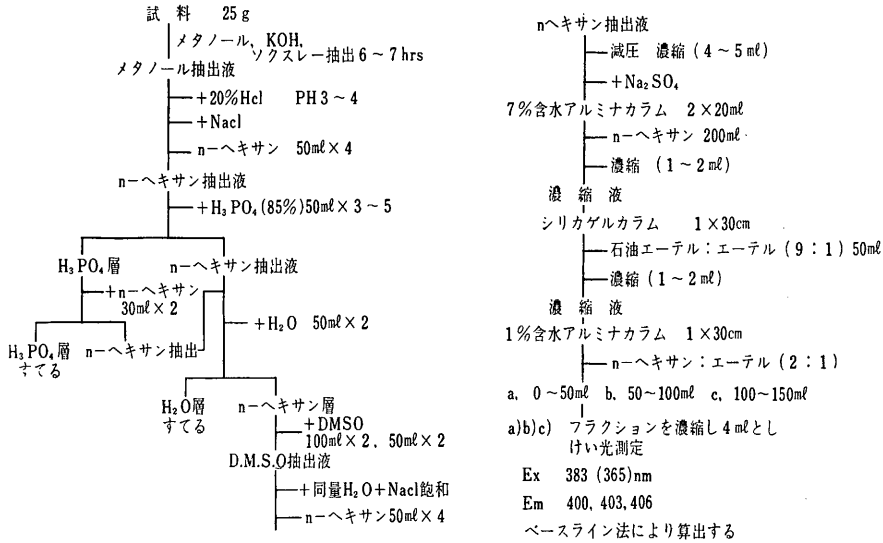 試料 25g
メタノール、KOH、
ソクスレー抽出6~7hrs
メタノール抽出液
+20%Hcl PH3~4
+Nacl
n-ヘキサン 50ml×4
n-ヘキサン抽出液
+H₃PO₄(85%)50ml×3~5
H₃PO₄層 n-ヘキサン抽出液
+n-ヘキサン
30ml×2
+H₂O 50ml×2
H₃PO₄層 n-ヘキサン抽出
すてる
H₂O層 n-ヘキサン層
すてる
+DMSO
100ml×2, 50ml×2
D.M.S.O抽出液
+同量H₂O+Nacl飽和
n-ヘキサン50ml×4
nヘキサン抽出液
減圧 濃縮(4~5ml)
+Na₂SO₄
7%含水アルミナカラム 2×20ml
n-ヘキサン 200ml
濃縮 (1~2ml)
濃縮液
シリカゲルカラム 1×30cm
石油エーテル:エーテル(9:1)50ml
濃縮(1~2ml)
濃縮液
1%含水アルミナカラム 1×30cm
n-ヘキサン:エーテル(2:1)
a, 0~50ml b. 50~100ml c, 100~150ml
a)b)c) フラクションを濃縮し4mlとし
けい光測定
Ex 383 (365)nm
Em 400, 403, 406
ベースライン法により算出する